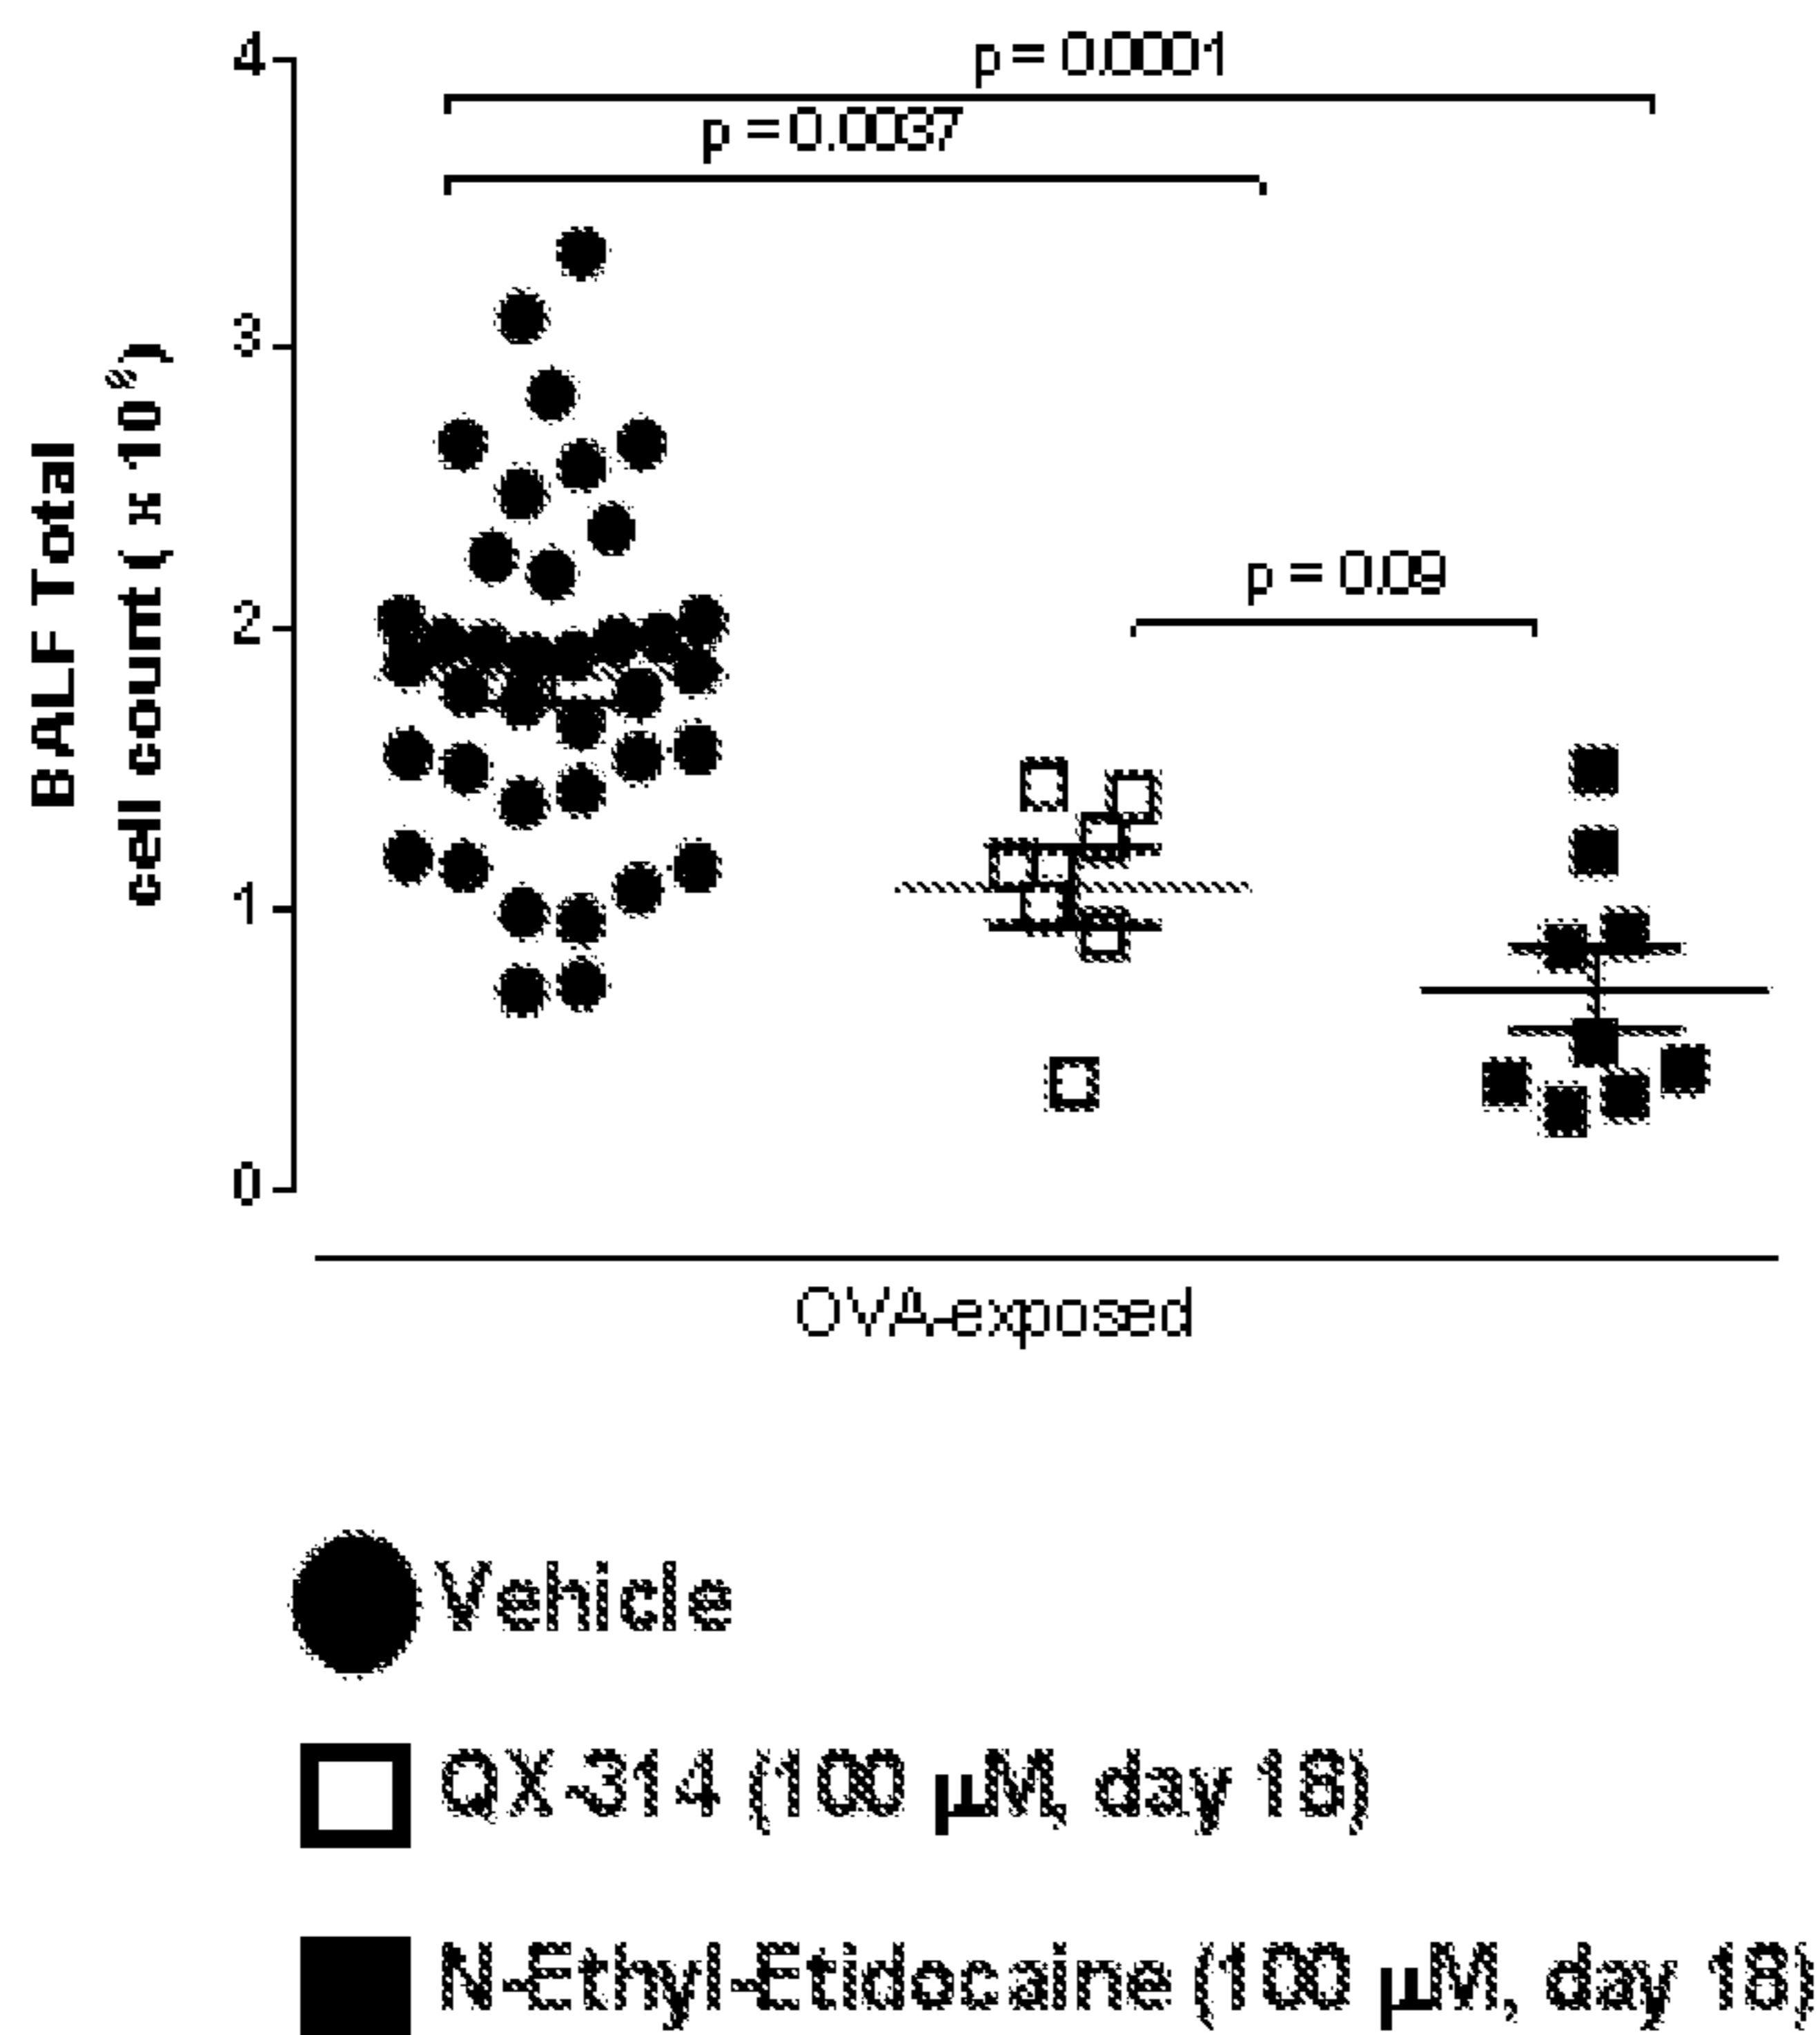 p = 0.0001
p = 0.0037
p = 0.09
4
3
2
1
0
BALF Total
cell count ( x 10 )
OVA-exposed
Vehicle
QX-314 (100 µM, day 18)
N-Ethyl-Etidocaine (100 µM, day 18)